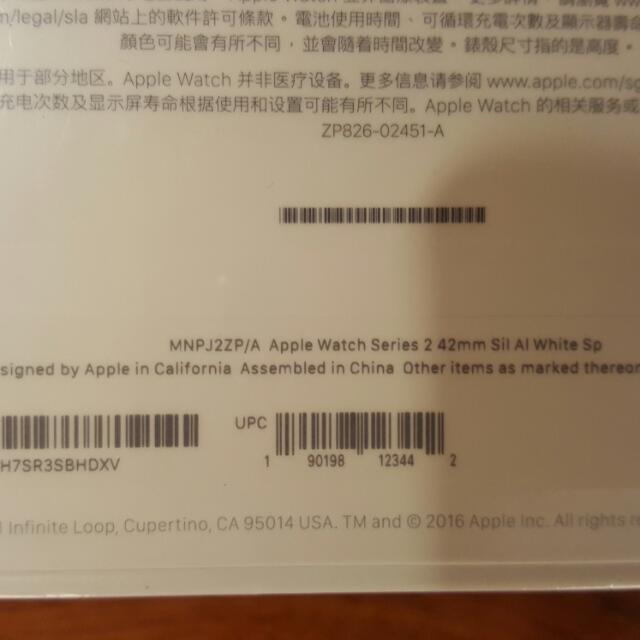 m/legal/sla 網站上的軟件許可條款。電池使用時間、可循環充電次數及顯示器壽命
顏色可能會有所不同，並會隨着時間改變。錶殼尺寸指的是高度。
用于部分地区。Apple Watch 并非医疗设备。更多信息请参阅 www.apple.com/sg
充电次数及显示屏寿命根据使用和设置可能有所不同。Apple Watch 的相关服务或
ZP826-02451-A
MNPJ2ZP/A Apple Watch Series 2 42mm Sil Al White Sp
signed by Apple in California Assembled in China Other items as marked thereon
UPC
H7SR3SBHDXV
1 90198 12344 2
1 Infinite Loop, Cupertino, CA 95014 USA. TM and © 2016 Apple Inc. All rights re